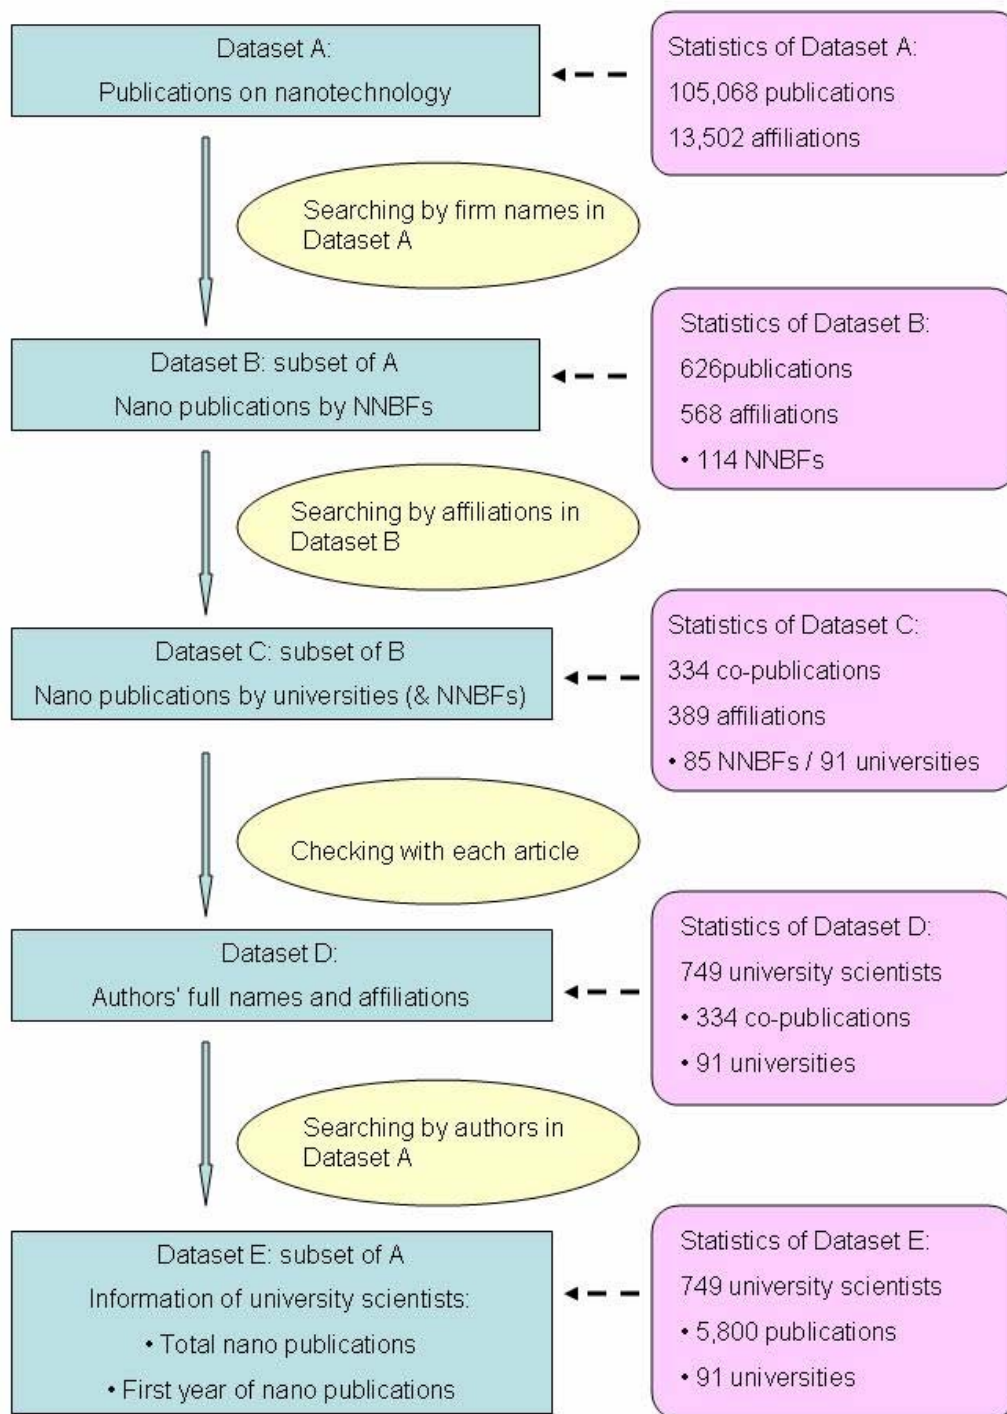 Dataset A:
Publications on nanotechnology
Statistics of Dataset A:
105,068 publications
13,502 affiliations
Searching by firm names in
Dataset A
Dataset B: subset of A
Nano publications by NNBFs
Statistics of Dataset B:
626publications
568 affiliations
• 114 NNBFs
Searching by affiliations in
Dataset B
Dataset C: subset of B
Nano publications by universities (& NNBFs)
Statistics of Dataset C:
334 co-publications
389 affiliations
• 85 NNBFs / 91 universities
Checking with each article
Dataset D:
Authors' full names and affiliations
Statistics of Dataset D:
749 university scientists
• 334 co-publications
• 91 universities
Searching by authors in
Dataset A
Dataset E: subset of A
Information of university scientists:
• Total nano publications
• First year of nano publications
Statistics of Dataset E:
749 university scientists
• 5,800 publications
• 91 universities